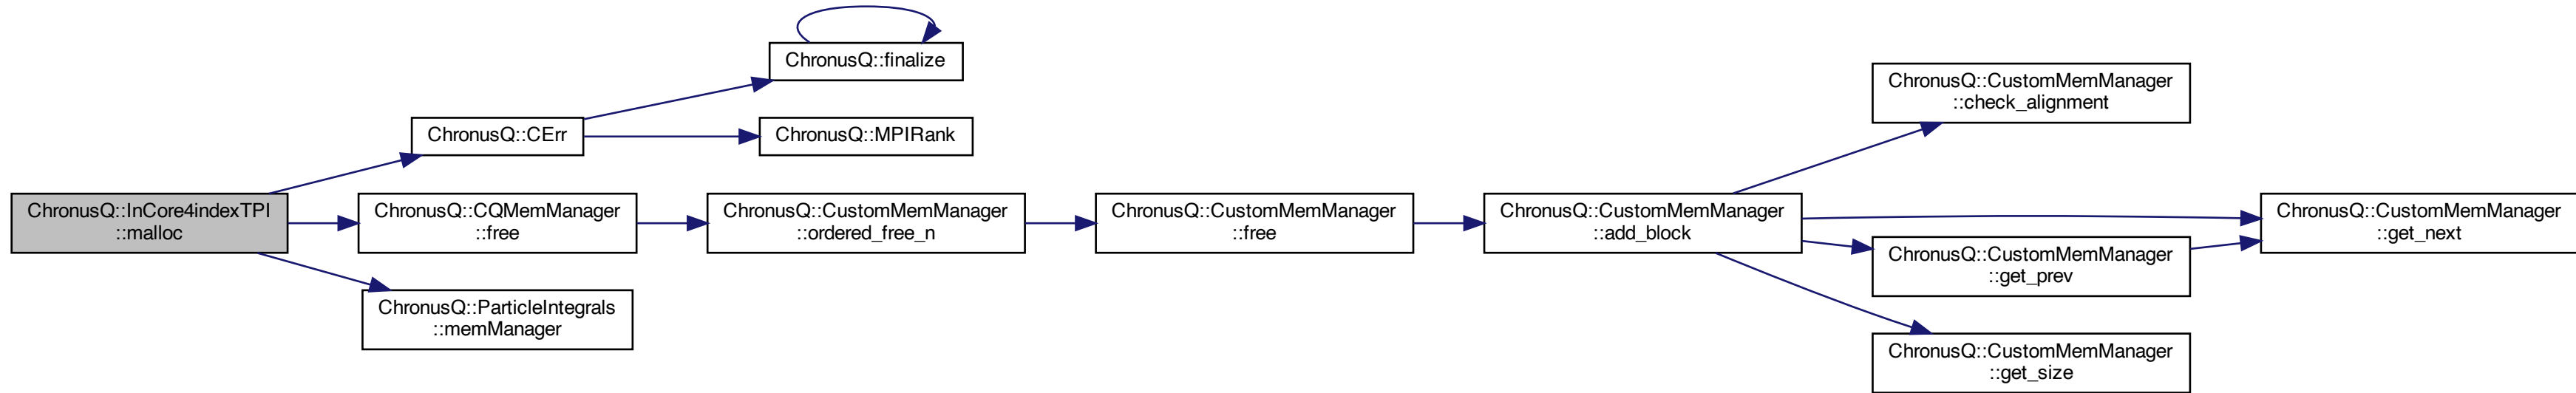 ChronusQ::InCore4indexTPI
::malloc
ChronusQ::CErr
ChronusQ::finalize
ChronusQ::MPIRank
ChronusQ::CQMemManager
::free
ChronusQ::CustomMemManager
::ordered_free_n
ChronusQ::CustomMemManager
::free
ChronusQ::CustomMemManager
::add_block
ChronusQ::CustomMemManager
::check_alignment
ChronusQ::CustomMemManager
::get_next
ChronusQ::CustomMemManager
::get_prev
ChronusQ::CustomMemManager
::get_size
ChronusQ::ParticleIntegrals
::memManager